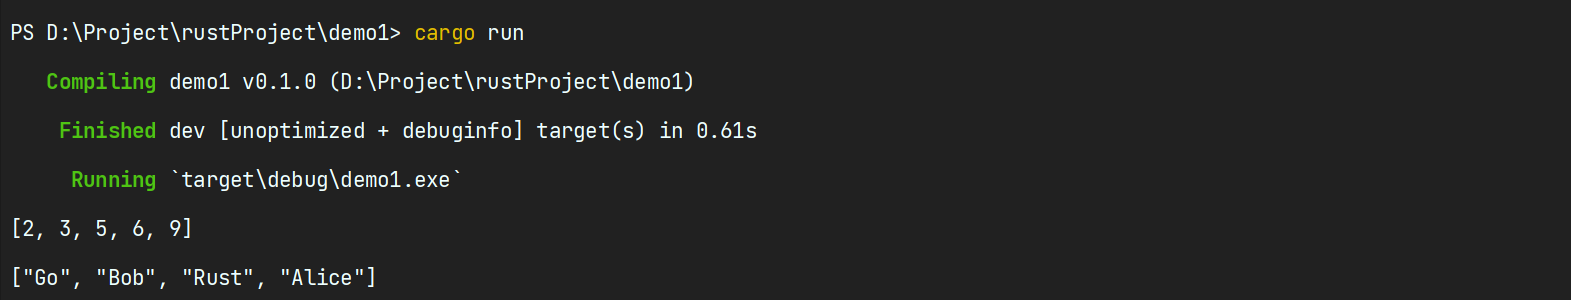 PS D:\Project\rustProject\demo1> cargo run
Compiling demo1 v0.1.0 (D:\Project\rustProject\demo1)
Finished dev [unoptimized + debuginfo] target(s) in 0.61s
Running `target\debug\demo1.exe`
[2, 3, 5, 6, 9]
["Go", "Bob", "Rust", "Alice"]